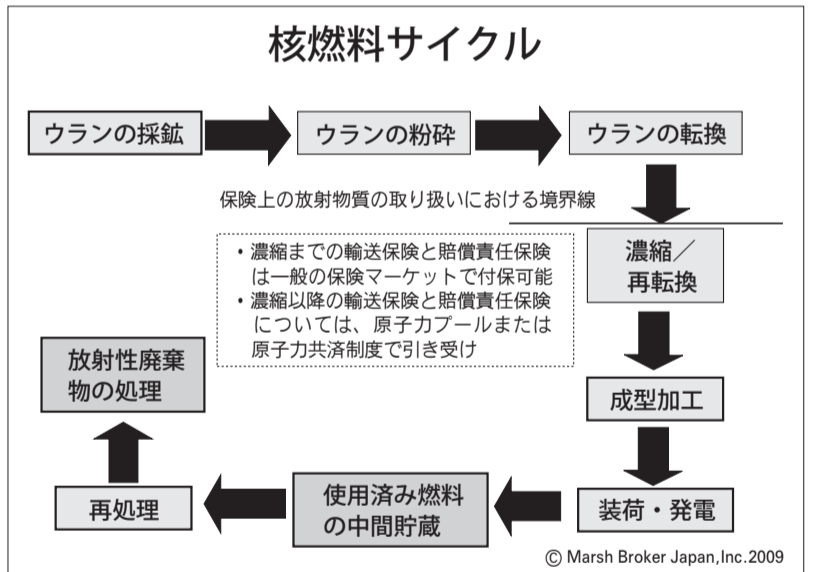 核燃料サイクル
ウランの採鉱
ウランの粉砕
ウランの転換
保険上の放射物質の取り扱いにおける境界線
・濃縮までの輸送保険と賠償責任保険
は一般の保険マーケットで付保可能
・濃縮以降の輸送保険と賠償責任保険
については、原子力プールまたは
原子力共済制度で引き受け
濃縮／
再転換
成型加工
装荷・発電
使用済み燃料
の中間貯蔵
再処理
放射性廃棄
物の処理
© Marsh Broker Japan,Inc.2009